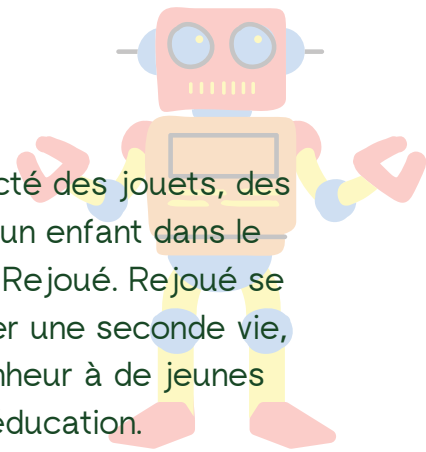 cté des jouets, des
un enfant dans le
Rejoué. Rejoué se
er une seconde vie,
nheur à de jeunes
education.